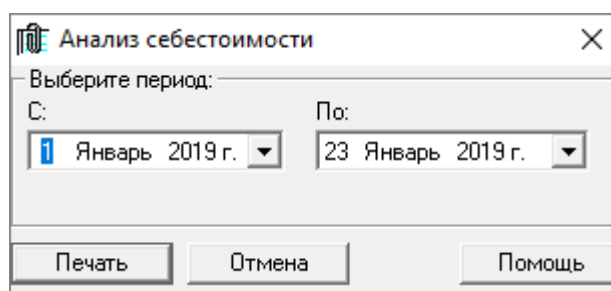 Анализ себестоимости
Выберите период:
С: По:
1 Январь 2019 г. 23 Январь 2019 г.
Печать Отмена Помощь